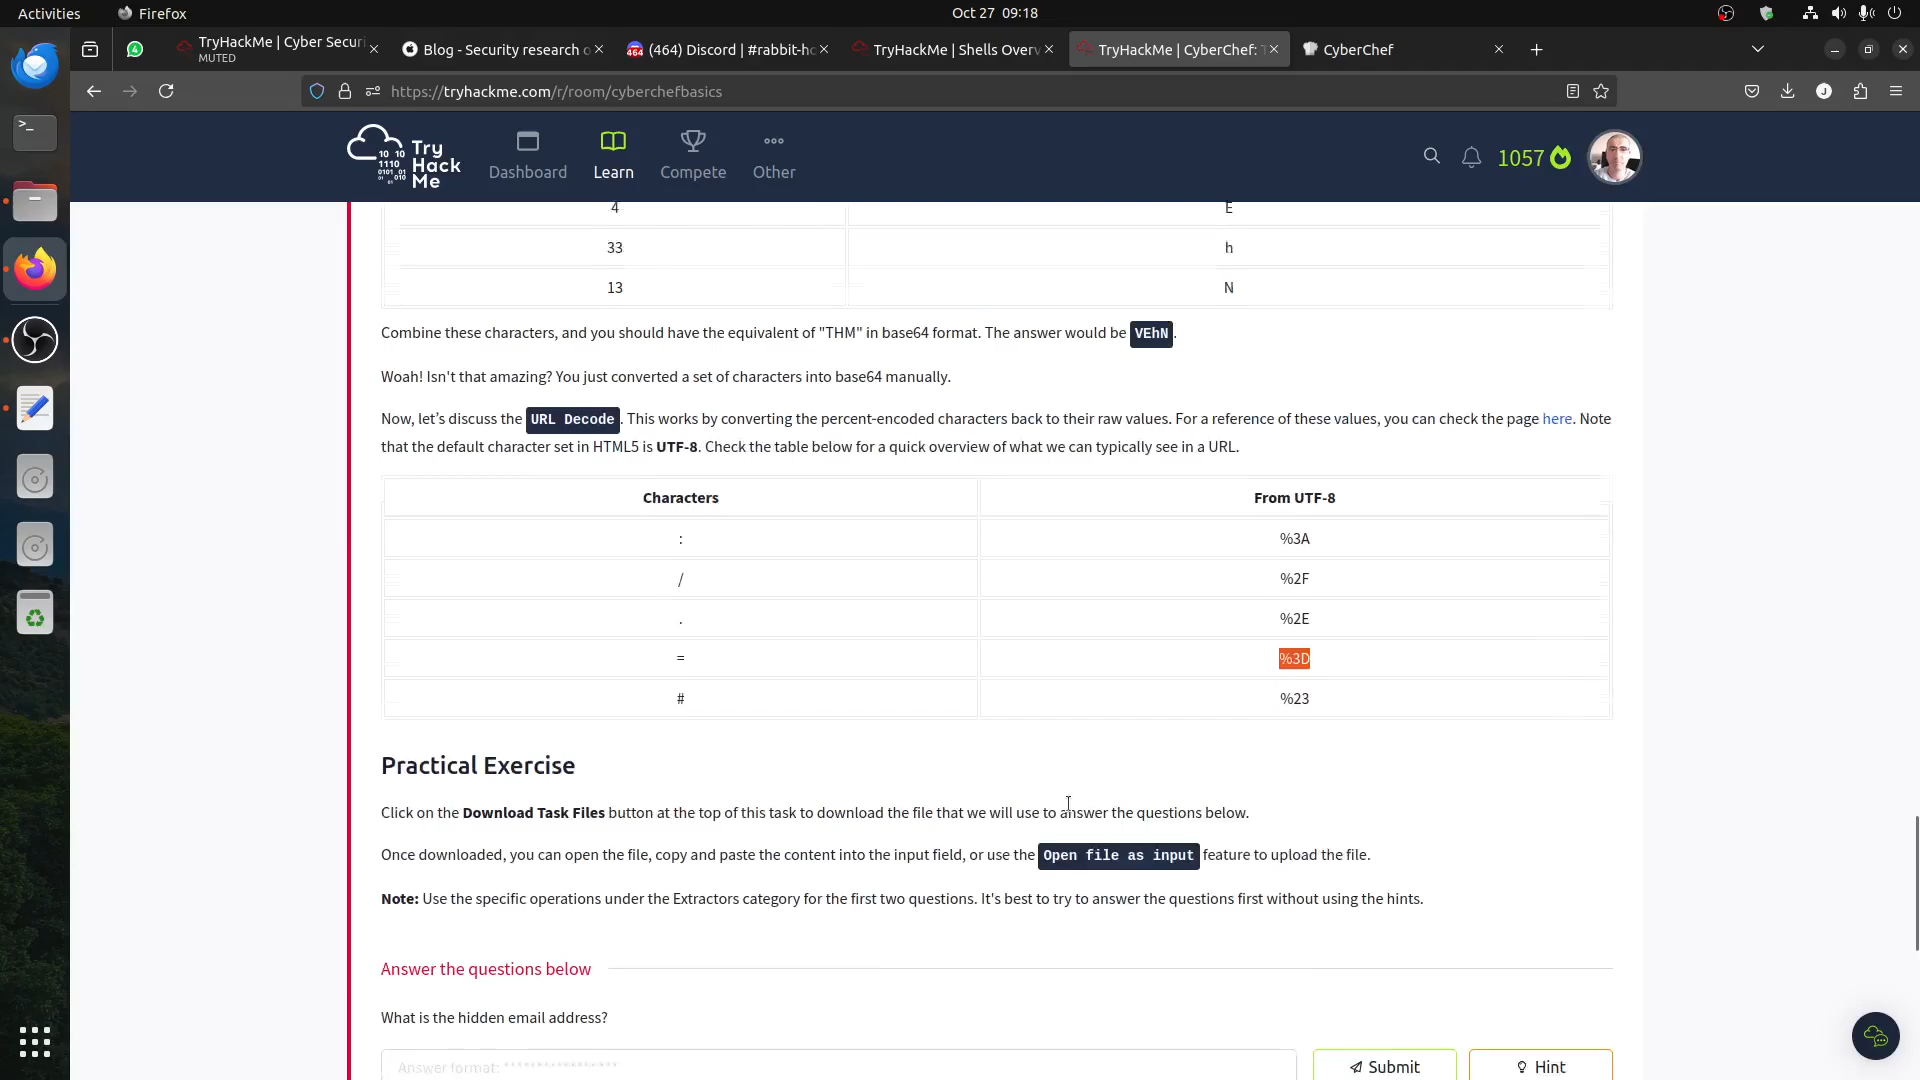 Activities
Firefox
Oct 27 09:18
4
TryHackMe | Cyber Securi
MUTED
Blog - Security research o
464
(464) Discord | #rabbit-ho
TryHackMe | Shells Overv
TryHackMe | CyberChef: T
CyberChef
https://tryhackme.com/r/room/cyberchefbasics
J
Try Hack Me
Dashboard
Learn
Compete
Other
1057
4
E
33
h
13
N
Combine these characters, and you should have the equivalent of "THM" in base64 format. The answer would be VEhN.
Woah! Isn't that amazing? You just converted a set of characters into base64 manually.
Now, let’s discuss the URL Decode. This works by converting the percent-encoded characters back to their raw values. For a reference of these values, you can check the page here. Note
that the default character set in HTML5 is UTF-8. Check the table below for a quick overview of what we can typically see in a URL.
Characters
From UTF-8
:
%3A
/
%2F
.
%2E
=
%3D
#
%23
Practical Exercise
Click on the Download Task Files button at the top of this task to download the file that we will use to answer the questions below.
Once downloaded, you can open the file, copy and paste the content into the input field, or use the Open file as input feature to upload the file.
Note: Use the specific operations under the Extractors category for the first two questions. It's best to try to answer the questions first without using the hints.
Answer the questions below
What is the hidden email address?
Answer format:
Submit
Hint